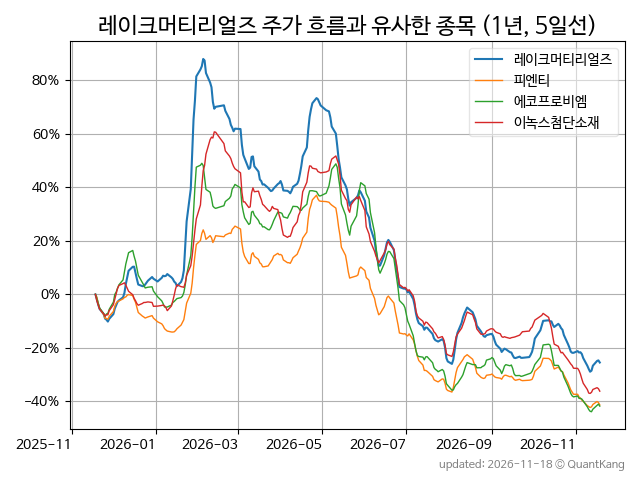 레이크머티리얼즈 주가 흐름과 유사한 종목 (1년, 5일선)
레이크머티리얼즈
피엔티
에코프로비엠
이녹스첨단소재
80%
60%
40%
20%
0%
−20%
−40%
2025−11
2026−01
2026−03
2026−05
2026−07
2026−09
2026−11
updated: 2026-11-18 © QuantKang